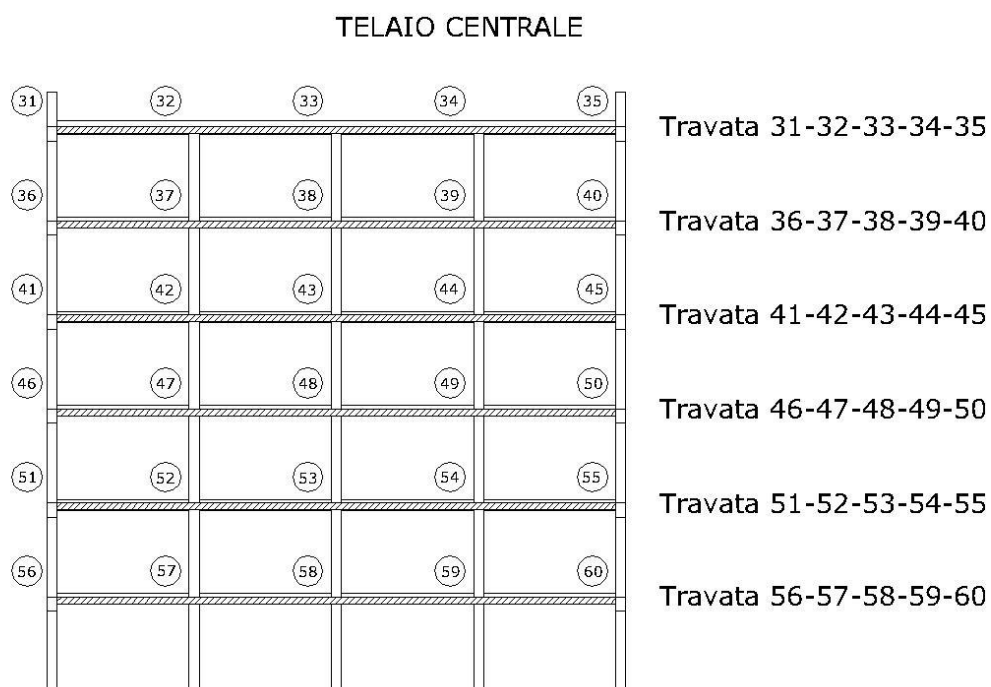 TELAIO CENTRALE
31 32 33 34 35
Travata 31-32-33-34-35
36 37 38 39 40
Travata 36-37-38-39-40
41 42 43 44 45
Travata 41-42-43-44-45
46 47 48 49 50
Travata 46-47-48-49-50
51 52 53 54 55
Travata 51-52-53-54-55
56 57 58 59 60
Travata 56-57-58-59-60